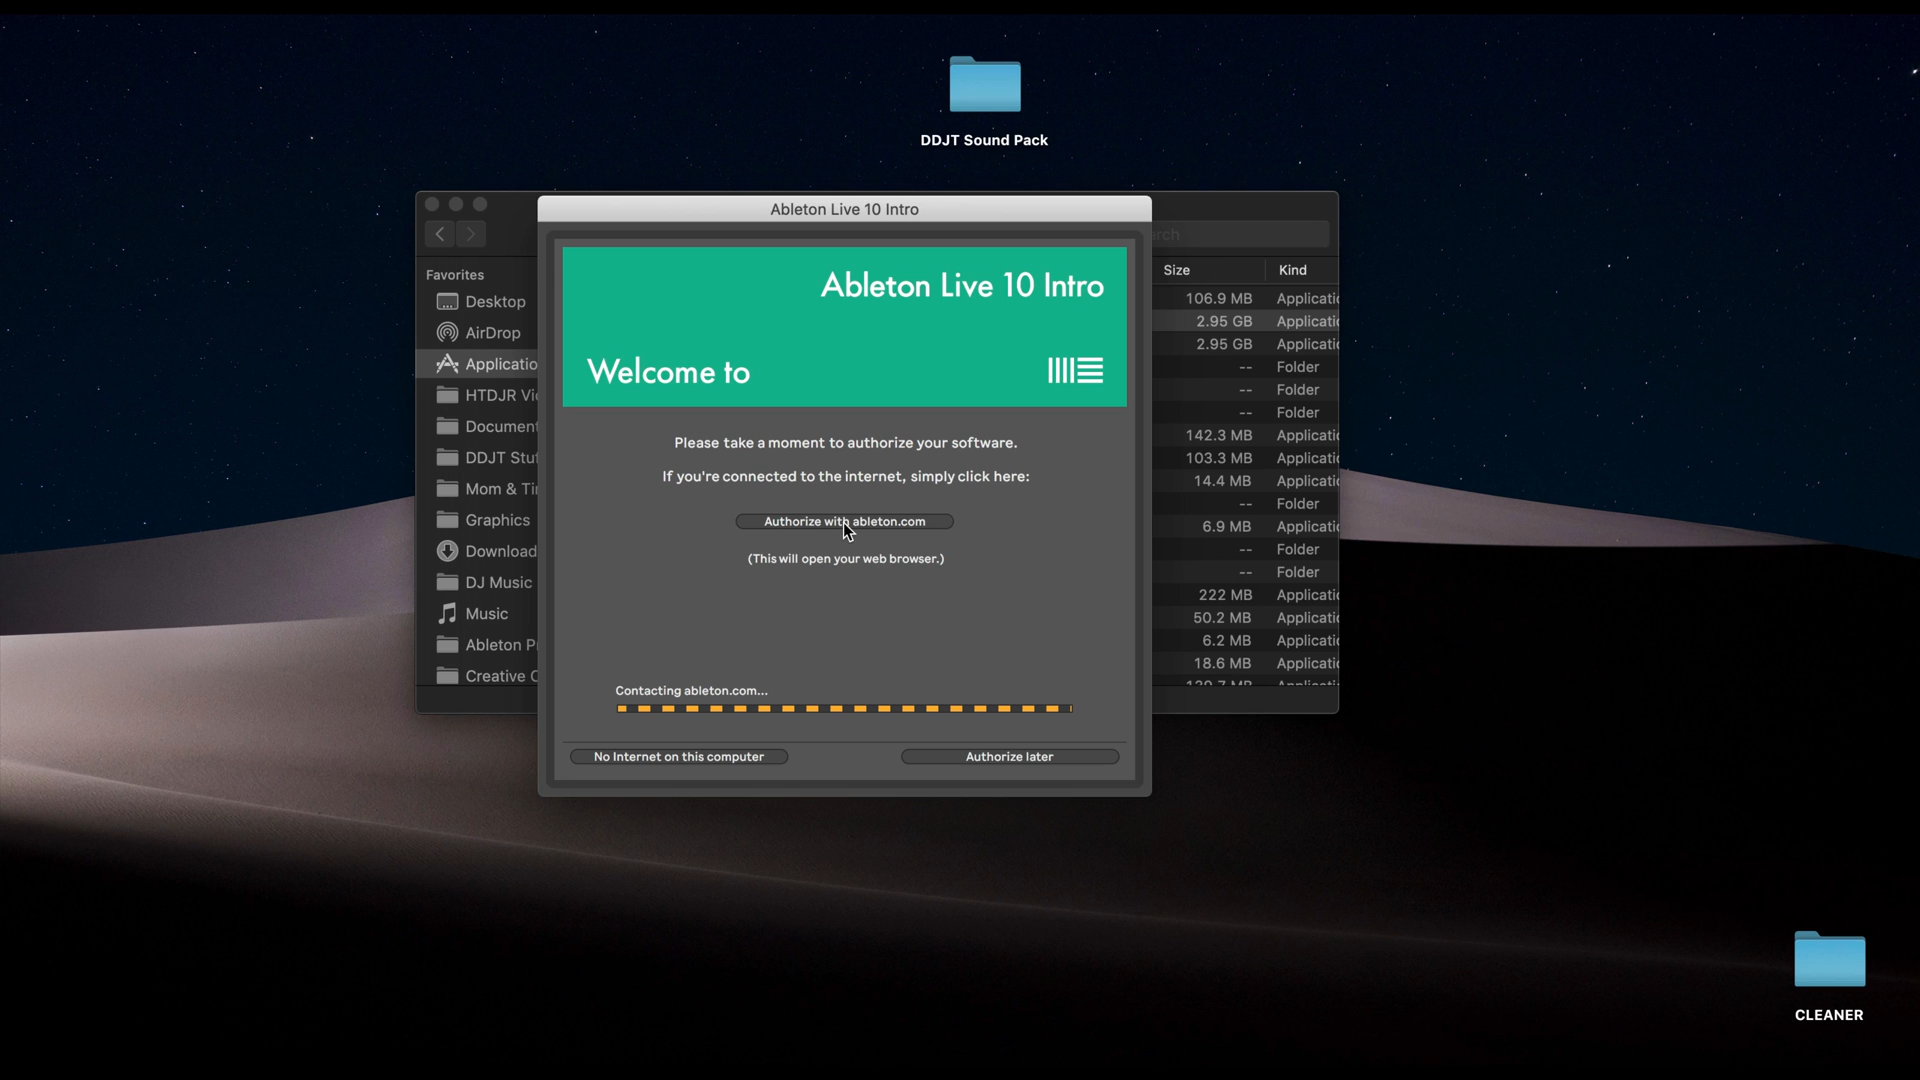 DDJT Sound Pack
Ableton Live 10 Intro
Favorites
Desktop
AirDrop
Applicatio
HTDJR Vi
Document
DDJT Stu
Mom & Ti
Graphics
Download
DJ Music
Music
Ableton P
Creative C
Ableton Live 10 Intro
Welcome to
Please take a moment to authorize your software.
If you're connected to the internet, simply click here:
Authorize with ableton.com
(This will open your web browser.)
Contacting ableton.com...
No Internet on this computer
Authorize later
arch
Size Kind
106.9 MB Applicatio
2.95 GB Applicatio
2.95 GB Applicatio
-- Folder
-- Folder
-- Folder
142.3 MB Applicatio
103.3 MB Applicatio
14.4 MB Applicatio
-- Folder
6.9 MB Applicatio
-- Folder
-- Folder
222 MB Applicatio
50.2 MB Applicatio
6.2 MB Applicatio
18.6 MB Applicatio
CLEANER